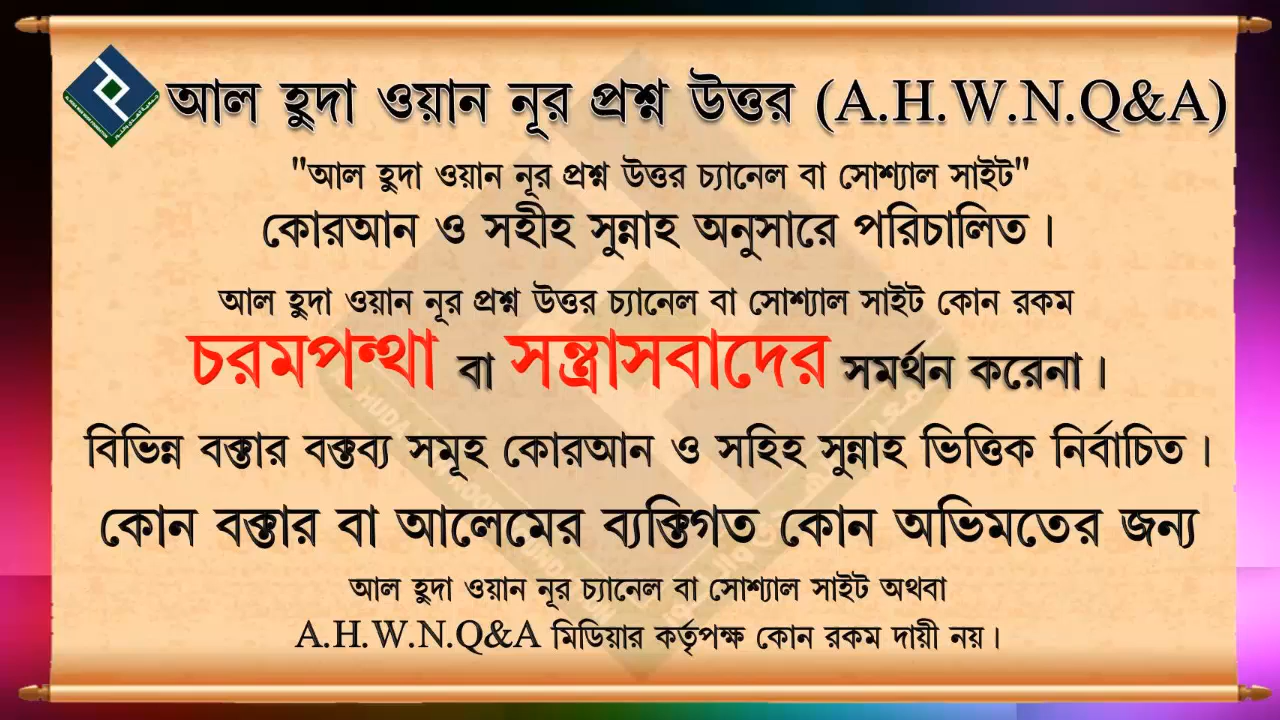 আল হুদা ওয়ান নূর প্রশ্ন উত্তর (A.H.W.N.Q&A)
"আল হুদা ওয়ান নূর প্রশ্ন উত্তর চ্যানেল বা সোশ্যাল সাইট"
কোরআন ও সহীহ সুন্নাহ অনুসারে পরিচালিত।
আল হুদা ওয়ান নূর প্রশ্ন উত্তর চ্যানেল বা সোশ্যাল সাইট কোন রকম
চরমপন্থা বা সন্ত্রাসবাদের সমর্থন করেনা।
বিভিন্ন বক্তার বক্তব্য সমূহ কোরআন ও সহিহ সুন্নাহ ভিত্তিক নির্বাচিত।
কোন বক্তার বা আলেমের ব্যক্তিগত কোন অভিমতের জন্য
আল হুদা ওয়ান নূর চ্যানেল বা সোশ্যাল সাইট অথবা
A.H.W.N.Q&A মিডিয়ার কর্তৃপক্ষ কোন রকম দায়ী নয়।